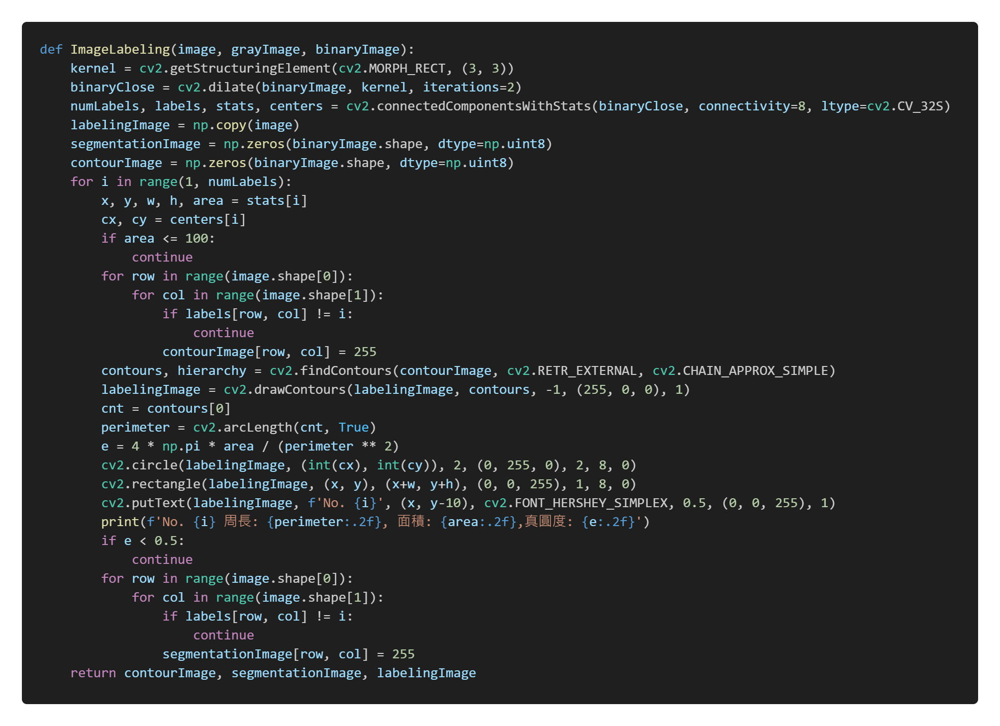 def ImageLabeling(image, grayImage, binaryImage):
    kernel = cv2.getStructuringElement(cv2.MORPH_RECT, (3, 3))
    binaryClose = cv2.dilate(binaryImage, kernel, iterations=2)
    numLabels, labels, stats, centers = cv2.connectedComponentsWithStats(binaryClose, connectivity=8, ltype=cv2.CV_32S)
    labelingImage = np.copy(image)
    segmentationImage = np.zeros(binaryImage.shape, dtype=np.uint8)
    contourImage = np.zeros(binaryImage.shape, dtype=np.uint8)
    for i in range(1, numLabels):
        x, y, w, h, area = stats[i]
        cx, cy = centers[i]
        if area <= 100:
            continue
        for row in range(image.shape[0]):
            for col in range(image.shape[1]):
                if labels[row, col] != i:
                    continue
                contourImage[row, col] = 255
        contours, hierarchy = cv2.findContours(contourImage, cv2.RETR_EXTERNAL, cv2.CHAIN_APPROX_SIMPLE)
        labelingImage = cv2.drawContours(labelingImage, contours, -1, (255, 0, 0), 1)
        cnt = contours[0]
        perimeter = cv2.arcLength(cnt, True)
        e = 4 * np.pi * area / (perimeter ** 2)
        cv2.circle(labelingImage, (int(cx), int(cy)), 2, (0, 255, 0), 2, 8, 0)
        cv2.rectangle(labelingImage, (x, y), (x+w, y+h), (0, 0, 255), 1, 8, 0)
        cv2.putText(labelingImage, f'No. {i}', (x, y-10), cv2.FONT_HERSHEY_SIMPLEX, 0.5, (0, 0, 255), 1)
        print(f'No. {i} 周長: {perimeter:.2f}, 面積: {area:.2f},真圓度: {e:.2f}')
        if e < 0.5:
            continue
        for row in range(image.shape[0]):
            for col in range(image.shape[1]):
                if labels[row, col] != i:
                    continue
                segmentationImage[row, col] = 255
    return contourImage, segmentationImage, labelingImage